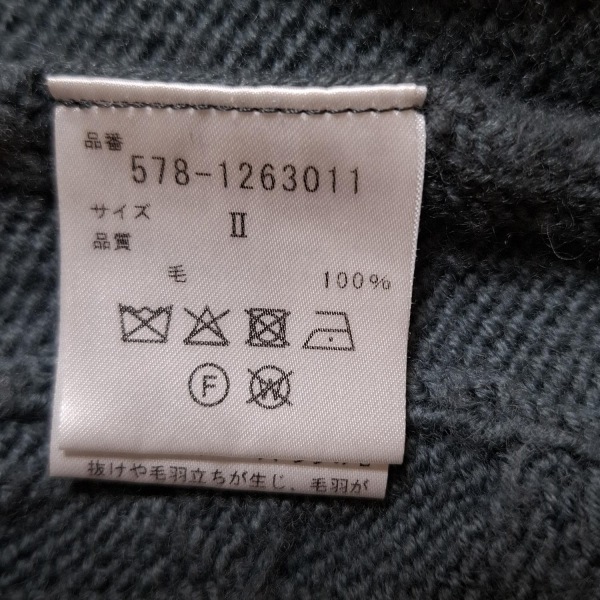 品番
578-1263011
サイズ Ⅱ
品質
毛 100%
F W
抜けや毛羽立ちが生じ、毛羽が